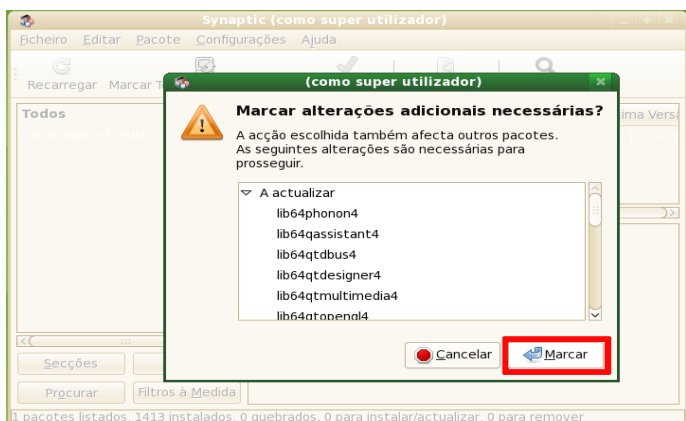 Synaptic (como super utilizador)
Ficheiro Editar Pacote Configurações Ajuda
Recarregar Marcar
(como super utilizador)
Todos
Marcar alterações adicionais necessárias?
A acção escolhida também afecta outros pacotes.
As seguintes alterações são necessárias para
prosseguir.
A actualizar
lib64phonon4
lib64qassistant4
lib64qtdbus4
lib64qtdesigner4
lib64qtmultimedia4
lib64qtopengl4
Cancelar Marcar
Secções
Procurar Filtros à Medida
1 pacotes listados, 1413 instalados, 0 quebrados, 0 para instalar/actualizar, 0 para remover